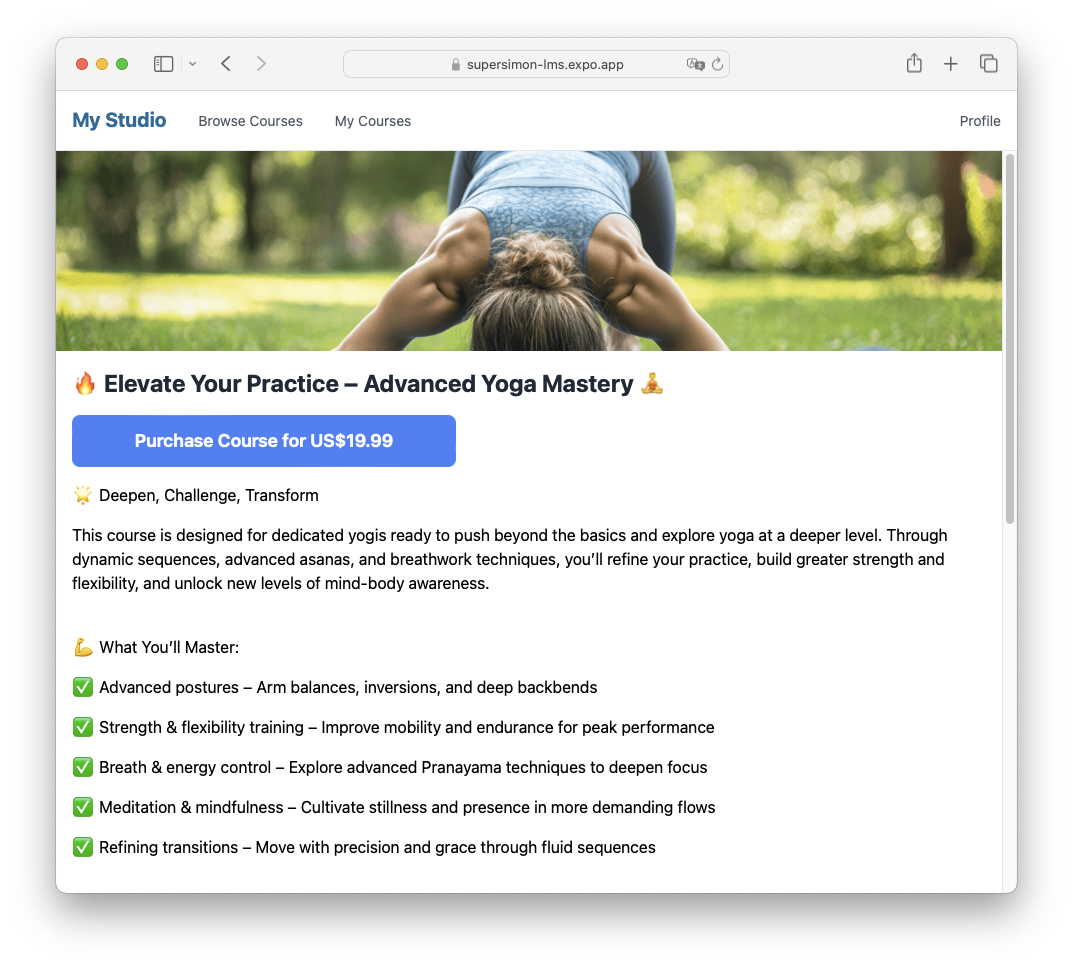 supersimon-lms.expo.app
My Studio
Browse Courses
My Courses
Profile
🔥 Elevate Your Practice – Advanced Yoga Mastery 🧘
Purchase Course for US$19.99
🌟 Deepen, Challenge, Transform
This course is designed for dedicated yogis ready to push beyond the basics and explore yoga at a deeper level. Through
dynamic sequences, advanced asanas, and breathwork techniques, you’ll refine your practice, build greater strength and
flexibility, and unlock new levels of mind-body awareness.
💪 What You’ll Master:
✅ Advanced postures – Arm balances, inversions, and deep backbends
✅ Strength & flexibility training – Improve mobility and endurance for peak performance
✅ Breath & energy control – Explore advanced Pranayama techniques to deepen focus
✅ Meditation & mindfulness – Cultivate stillness and presence in more demanding flows
✅ Refining transitions – Move with precision and grace through fluid sequences